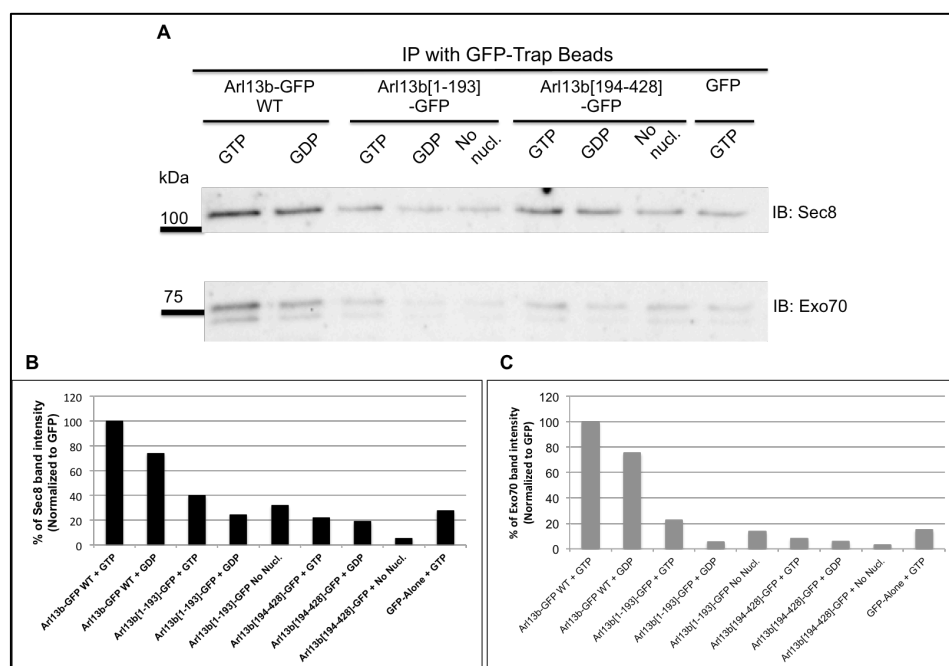 A
IP with GFP-Trap Beads
Arl13b-GFP
WT
Arl13b[1-193]
-GFP
Arl13b[194-428]
-GFP
GFP
GTP
GDP
GTP
GDP
No
nucl.
GTP
GDP
No
nucl.
GTP
kDa
100
IB: Sec8
75
IB: Exo70
B
% of Sec8 band intensity
(Normalized to GFP)
120
100
80
60
40
20
0
Arl13b-GFP WT + GTP
Arl13b-GFP WT + GDP
Arl13b[1-193]-GFP + GTP
Arl13b[1-193]-GFP + GDP
Arl13b[1-193]-GFP No Nucl.
Arl13b[194-428]-GFP + GTP
Arl13b[194-428]-GFP + GDP
Arl13b[194-428]-GFP + No Nucl.
GFP-Alone + GTP
C
% of Exo70 band intensity
(Normalized to GFP)
120
100
80
60
40
20
0
Arl13b-GFP WT + GTP
Arl13b-GFP WT + GDP
Arl13b[1-193]-GFP + GTP
Arl13b[1-193]-GFP + GDP
Arl13b[1-193]-GFP No Nucl.
Arl13b[194-428]-GFP + GTP
Arl13b[194-428]-GFP + GDP
Arl13b[194-428]-GFP + No Nucl.
GFP-Alone + GTP